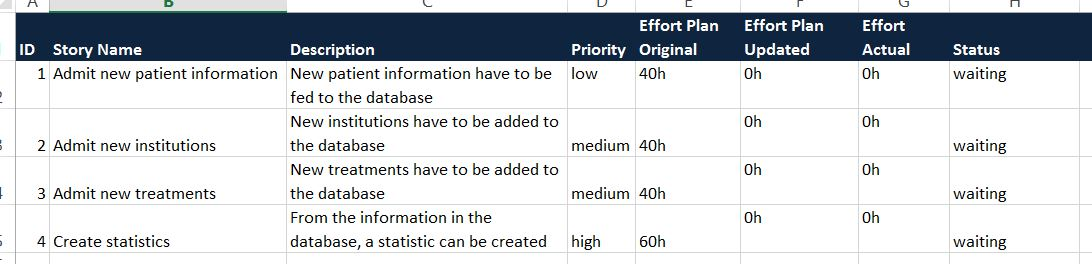 A B C D E F G H
ID Story Name Description Priority Effort Plan Original Effort Plan Updated Effort Actual Status
1 Admit new patient information New patient information have to be fed to the database low 40h 0h 0h waiting
2 Admit new institutions New institutions have to be added to the database medium 40h 0h 0h waiting
3 Admit new treatments New treatments have to be added to the database medium 40h 0h 0h waiting
4 Create statistics From the information in the database, a statistic can be created high 60h 0h 0h waiting